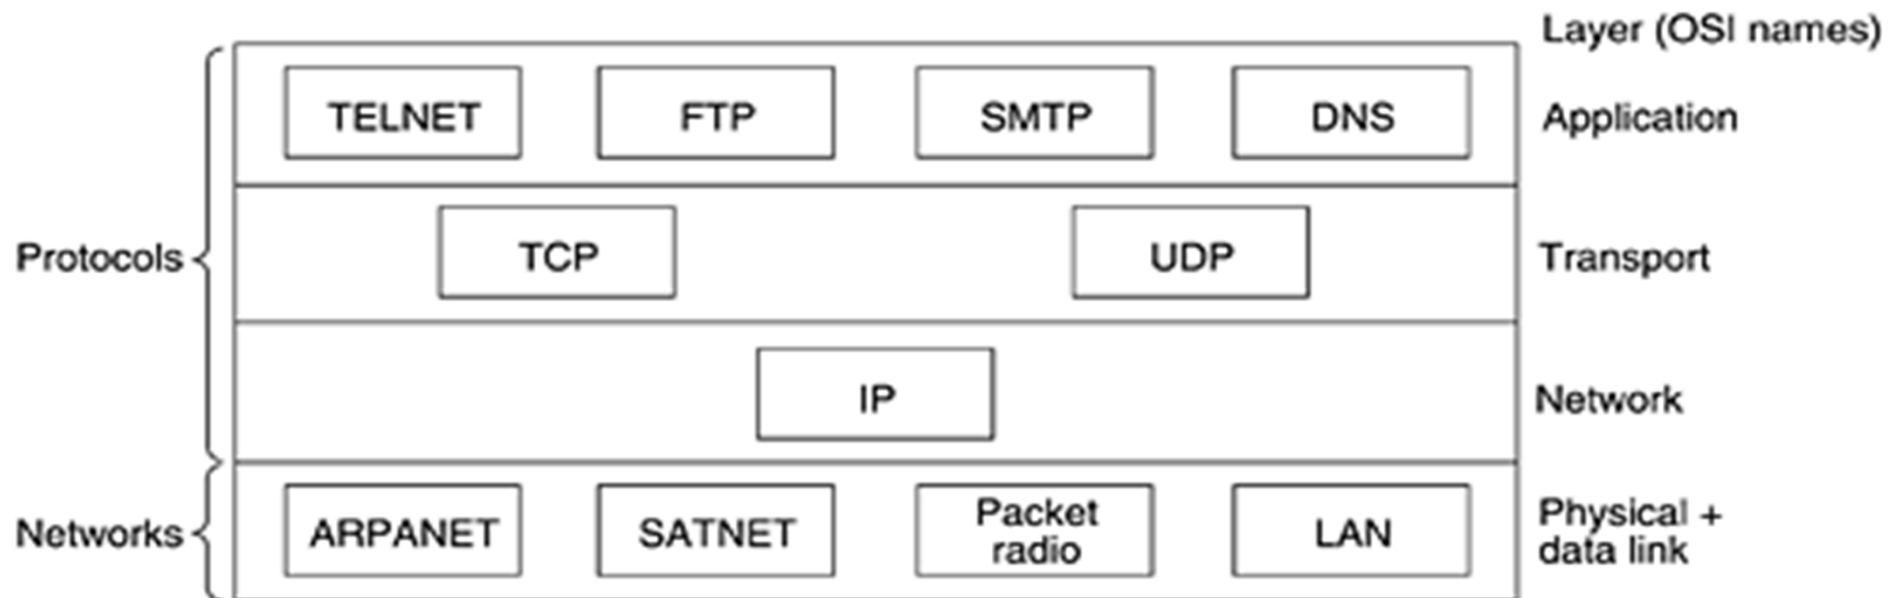 Layer (OSI names)
TELNET FTP SMTP DNS Application
Protocols TCP UDP Transport
IP Network
Networks ARPANET SATNET Packet radio LAN Physical + data link